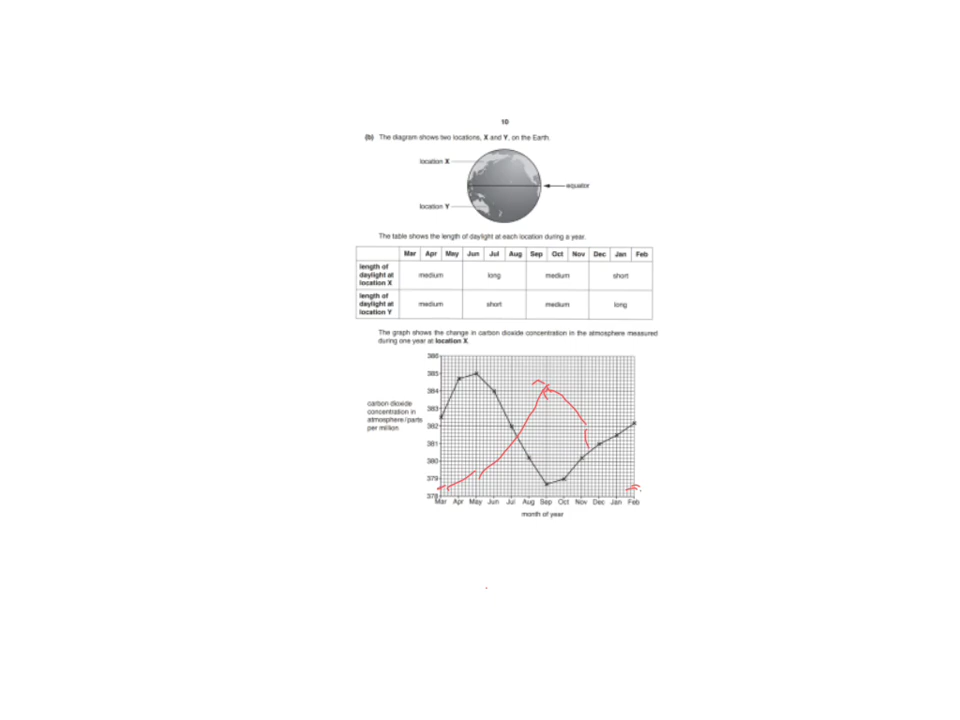 10
(b) The diagram shows two locations, X and Y, on the Earth.
location X
equator
location Y
The table shows the length of daylight at each location during a year.
Mar Apr May Jun Jul Aug Sep Oct Nov Dec Jan Feb
length of daylight at location X medium long medium short
length of daylight at location Y medium short medium long
The graph shows the change in carbon dioxide concentration in the atmosphere measured
during one year at location X.
386
385
384
383
382
381
380
379
378
carbon dioxide
concentration in
atmosphere/parts
per million
Mar Apr May Jun Jul Aug Sep Oct Nov Dec Jan Feb
month of year